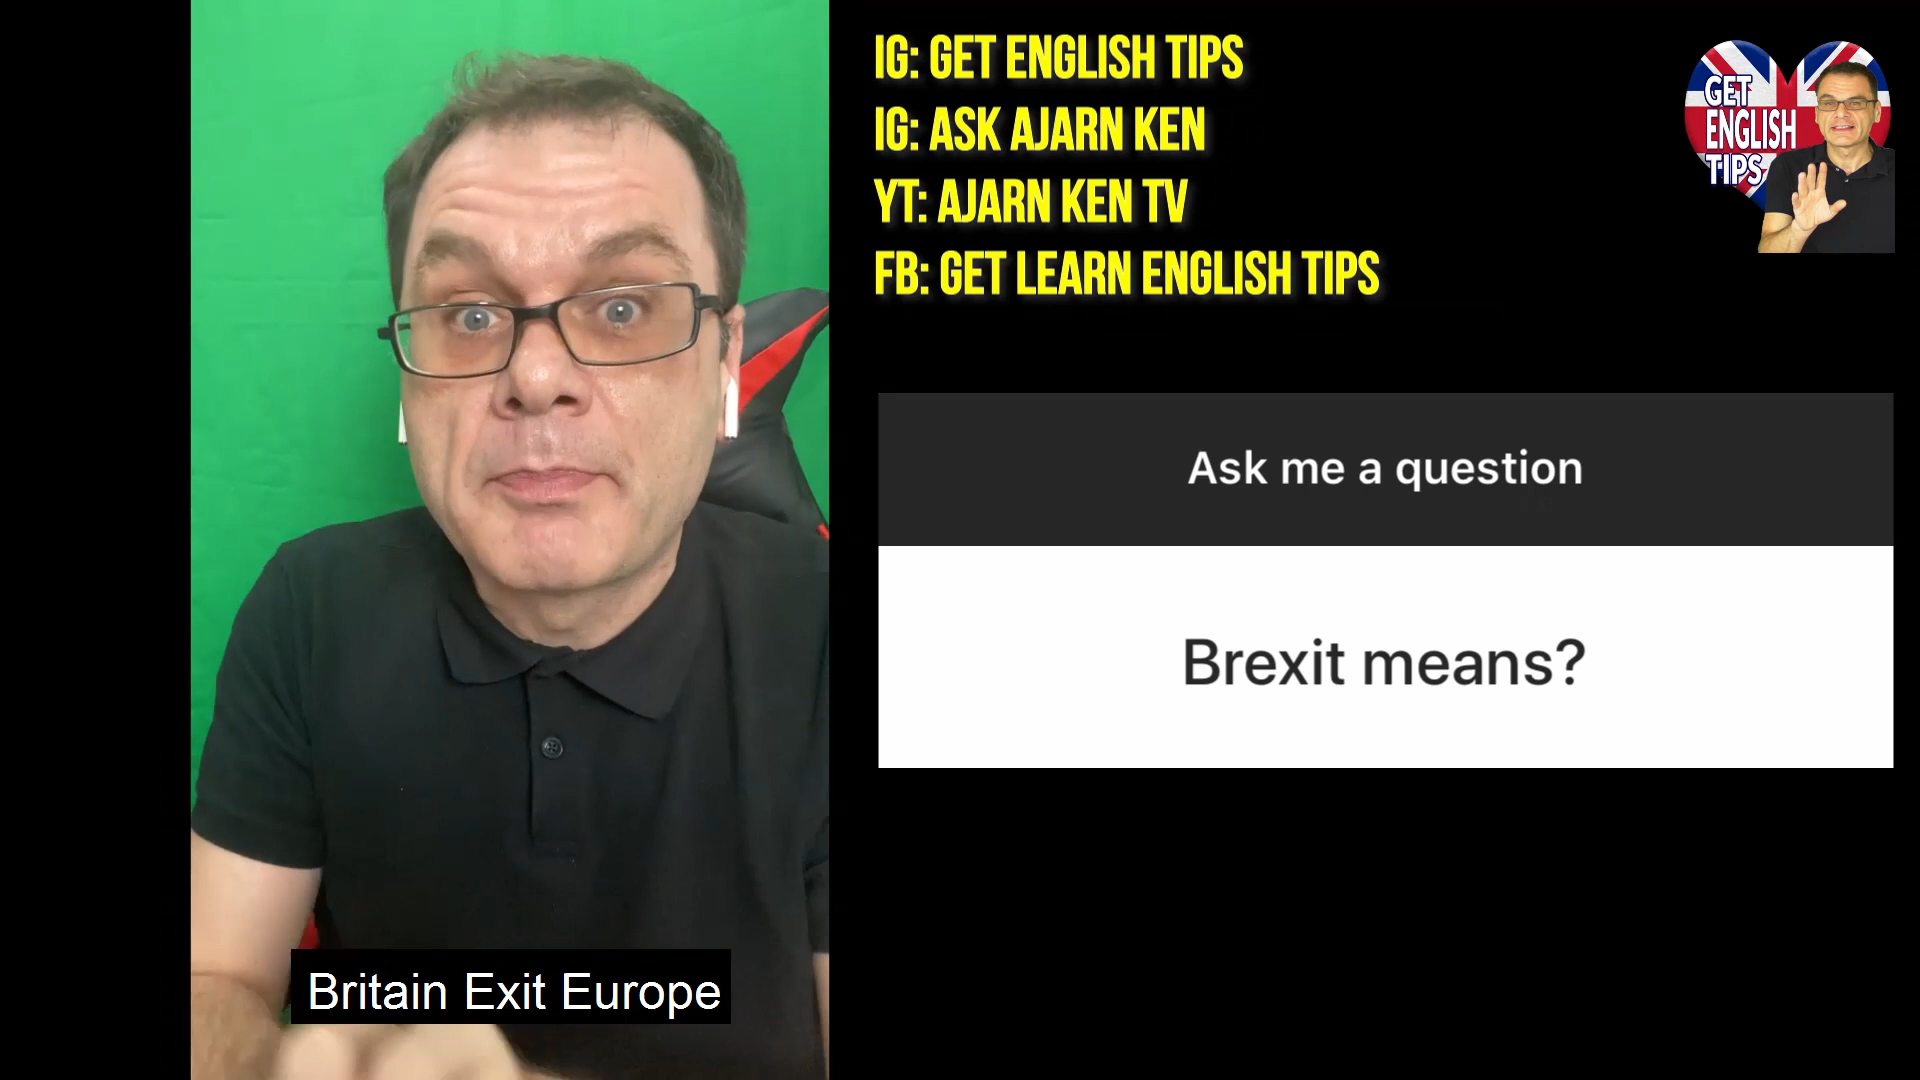 IG: GET ENGLISH TIPS
IG: ASK AJARN KEN
YT: AJARN KEN TV
FB: GET LEARN ENGLISH TIPS
GET
ENGLISH
TIPS
Ask me a question
Brexit means?
Britain Exit Europe